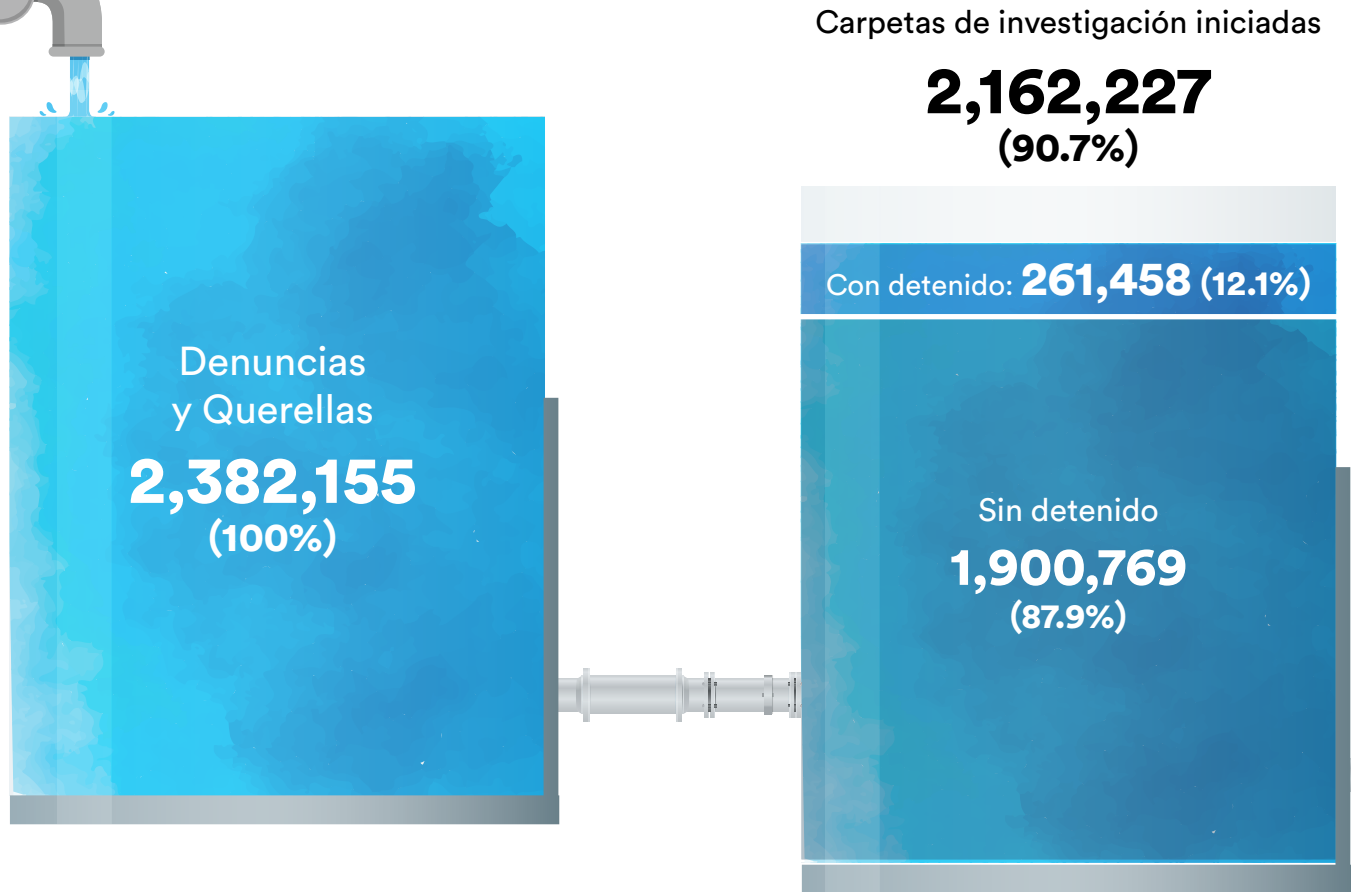 Carpetas de investigación iniciadas
2,162,227
(90.7%)
Con detenido: 261,458 (12.1%)
Denuncias
y Querellas
2,382,155
(100%)
Sin detenido
1,900,769
(87.9%)